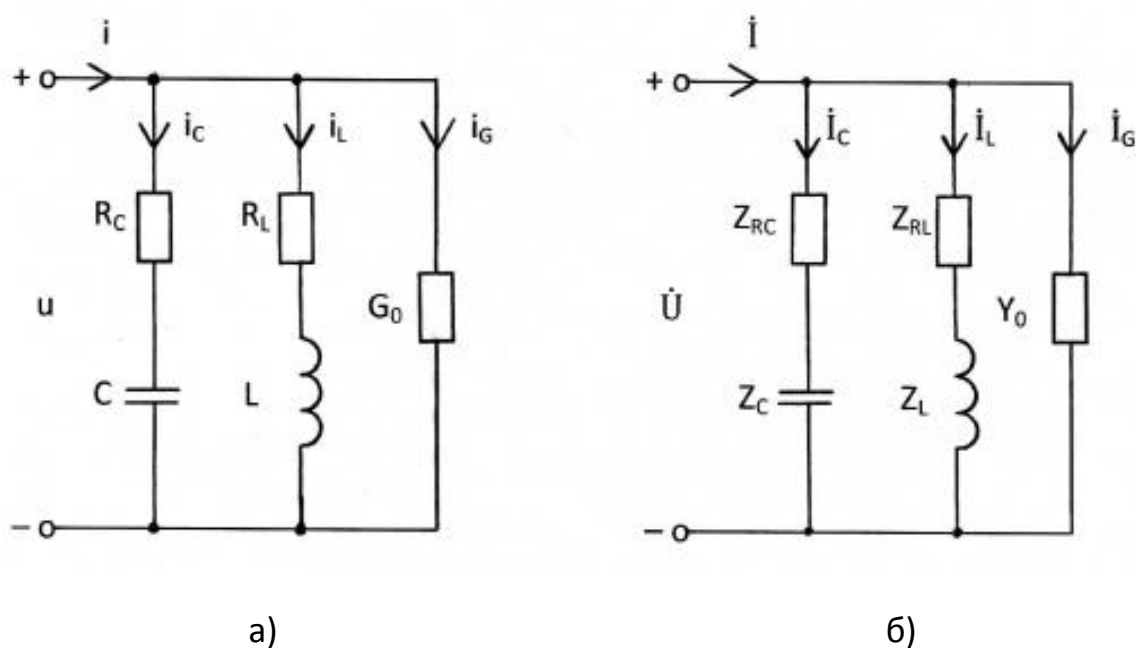 i
+
i_C
i_L
i_G
R_C
R_L
u
G_0
C
L
−
а)
İ
+
İ_C
İ_L
İ_G
Z_RC
Z_RL
U̇
Y_0
Z_C
Z_L
−
б)